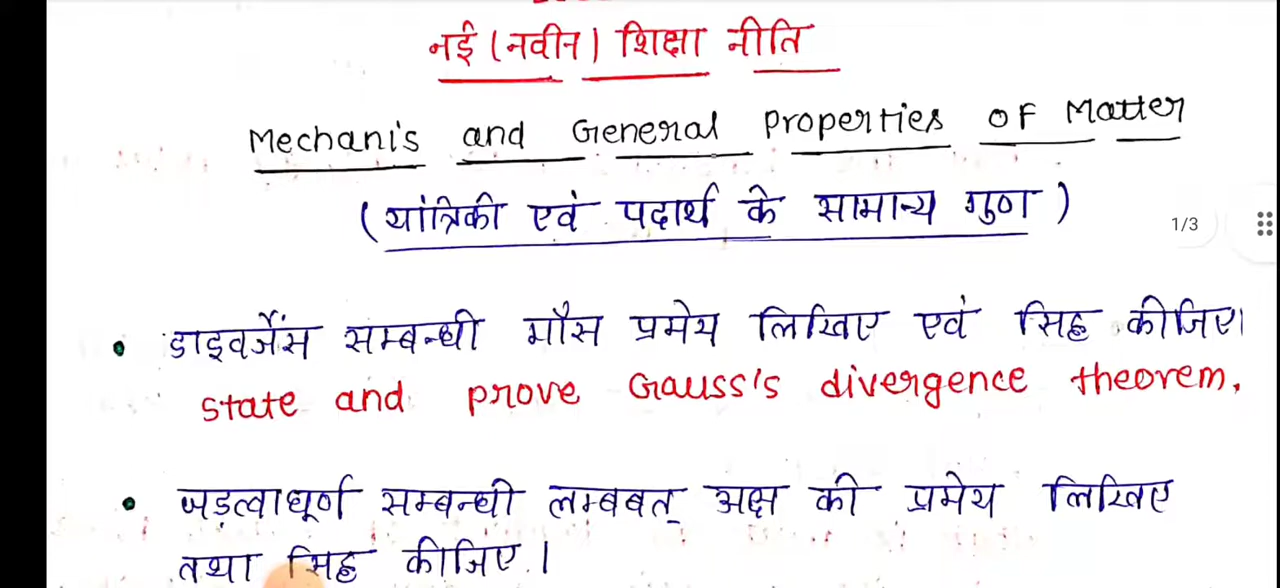 नई (नवीन) शिक्षा नीति
Mechanis and General Properties of Matter
(यांत्रिकी एवं पदार्थ के सामान्य गुण)
1/3
• डाइवर्जेंस सम्बन्धी गौस प्रमेय लिखिए एवं सिद्ध कीजिए।
State and prove Gauss's divergence theorem.
• जड़त्वाघूर्ण सम्बन्धी लम्बबत् अक्ष की प्रमेय लिखिए
तथा सिद्ध कीजिए।